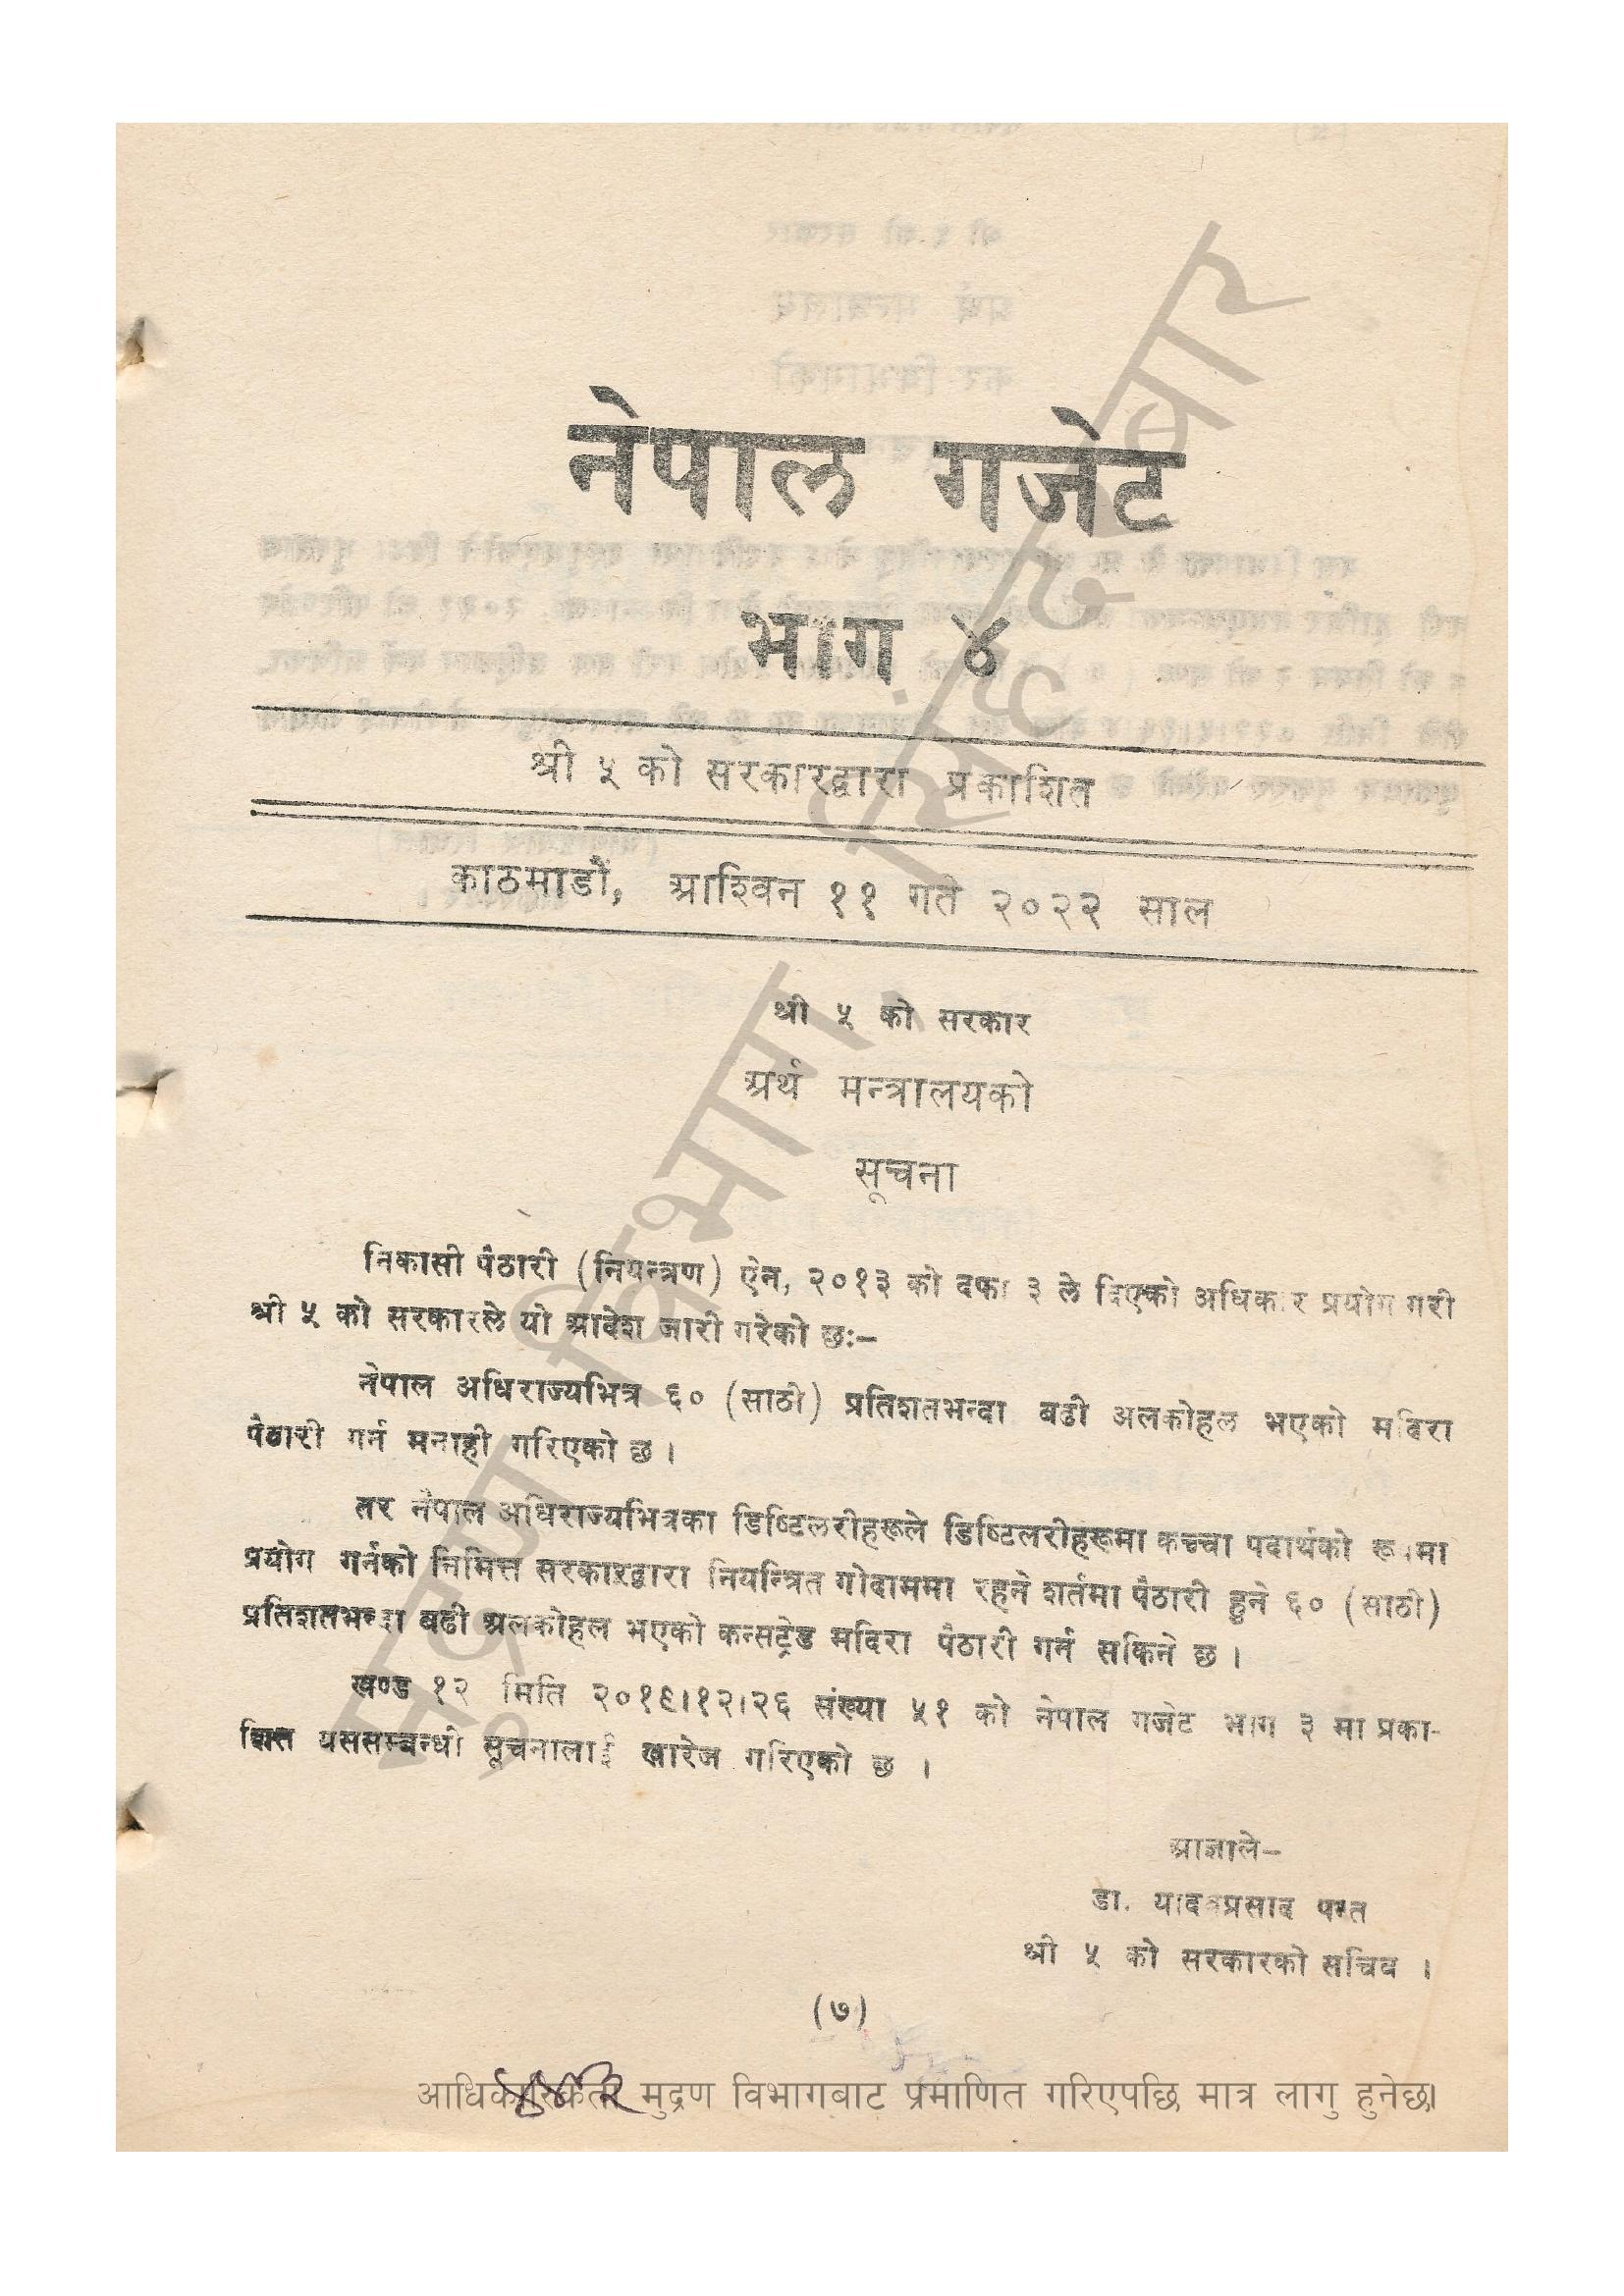 नेपाल गजेट
भाग ४
श्री ५ को सरकारद्वारा प्रकाशित
काठमाडौं, आश्विन ११ गते २०२२ साल
श्री ५ को सरकार
अर्थ मन्त्रालयको
सूचना
निकासी पैठारी (नियन्त्रण) ऐन, २०१३ को दफा ३ ले दिएको अधिकार प्रयोग गरी
श्री ५ को सरकारले यो आदेश जारी गरेको छः–
नेपाल अधिराज्यभित्र ६० (साठी) प्रतिशतभन्दा बढी अलकोहल भएको मदिरा
पैठारी गर्न मनाही गरिएको छ ।
तर नेपाल अधिराज्यभित्रका डिष्टिलरीहरूले डिष्टिलरीहरूमा कच्चा पदार्थको रूपमा
प्रयोग गर्नको निमित्त सरकारद्वारा नियन्त्रित गोदाममा रहने शर्तमा पैठारी हुने ६० (साठी)
प्रतिशतभन्दा बढी अलकोहल भएको कन्सट्रेड मदिरा पैठारी गर्न सकिने छ ।
खण्ड १२ मिति २०१९।१२।२६ संख्या ५१ को नेपाल गजेट भाग ३ मा प्रका-
शित यससम्बन्धी सूचनालाई खारेज गरिएको छ ।
आज्ञाले–
डा. यादवप्रसाद पन्त
श्री ५ को सरकारको सचिव ।
(७)
आधिकारिकता मुद्रण विभागबाट प्रमाणित गरिएपछि मात्र लागु हुनेछ।
मुद्रण विभाग, सिंहदरबार